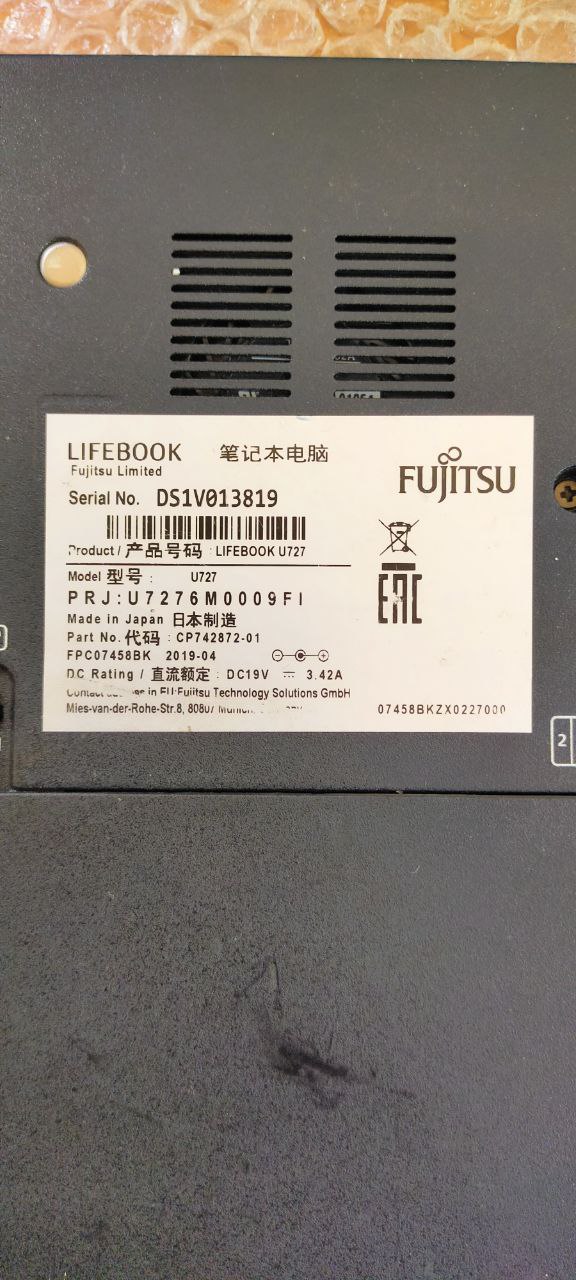 LIFEBOOK 笔记本电脑
Fujitsu Limited
FUJITSU
Serial No. DS1V013819
Product / 产品号码 : LIFEBOOK U727
Model 型号 : U727
PRJ:U7276M0009FI
Made in Japan 日本制造
Part No. 代码 : CP742872-01
FPC07458BK 2019-04
DC Rating / 直流额定 : DC19V ⎓ 3.42A
in EU:Fujitsu Technology Solutions GmbH
Mies-van-der-Rohe-Str.8,
07458BKZX0227000
EAC
2